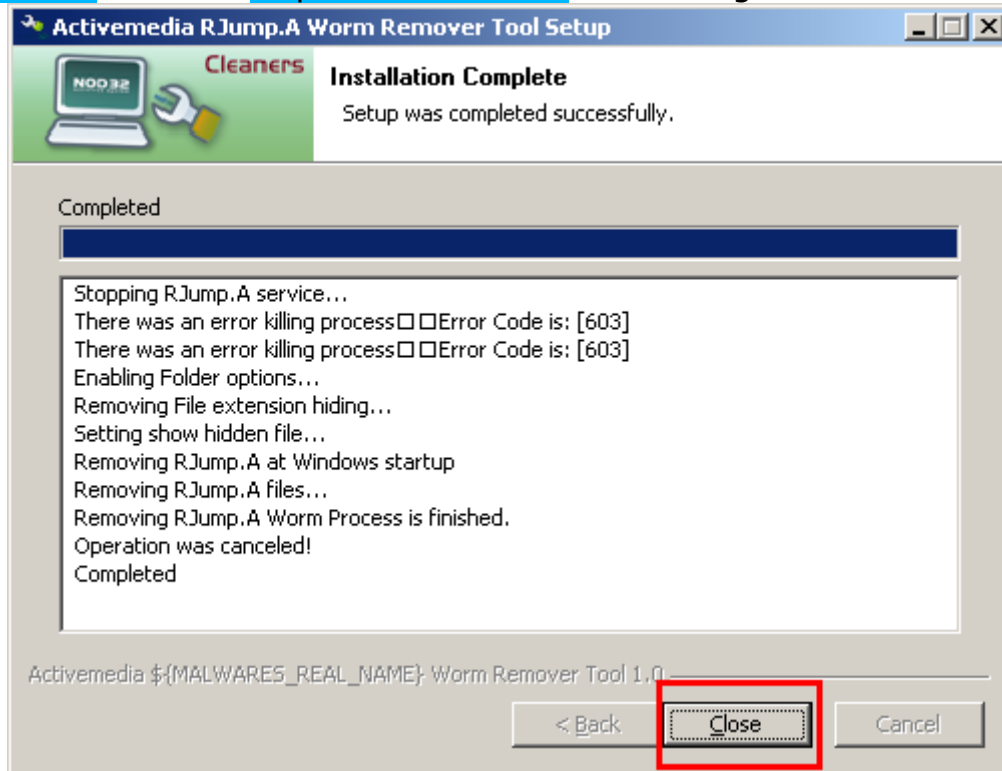 Activemedia RJump.A Worm Remover Tool Setup
NOD32
Cleaners
Installation Complete
Setup was completed successfully.
Completed
Stopping RJump.A service...
There was an error killing process□□Error Code is: [603]
There was an error killing process□□Error Code is: [603]
Enabling Folder options...
Removing File extension hiding...
Setting show hidden file...
Removing RJump.A at Windows startup
Removing RJump.A files...
Removing RJump.A Worm Process is finished.
Operation was canceled!
Completed
Activemedia ${MALWARES_REAL_NAME} Worm Remover Tool 1.0
< Back
Close
Cancel